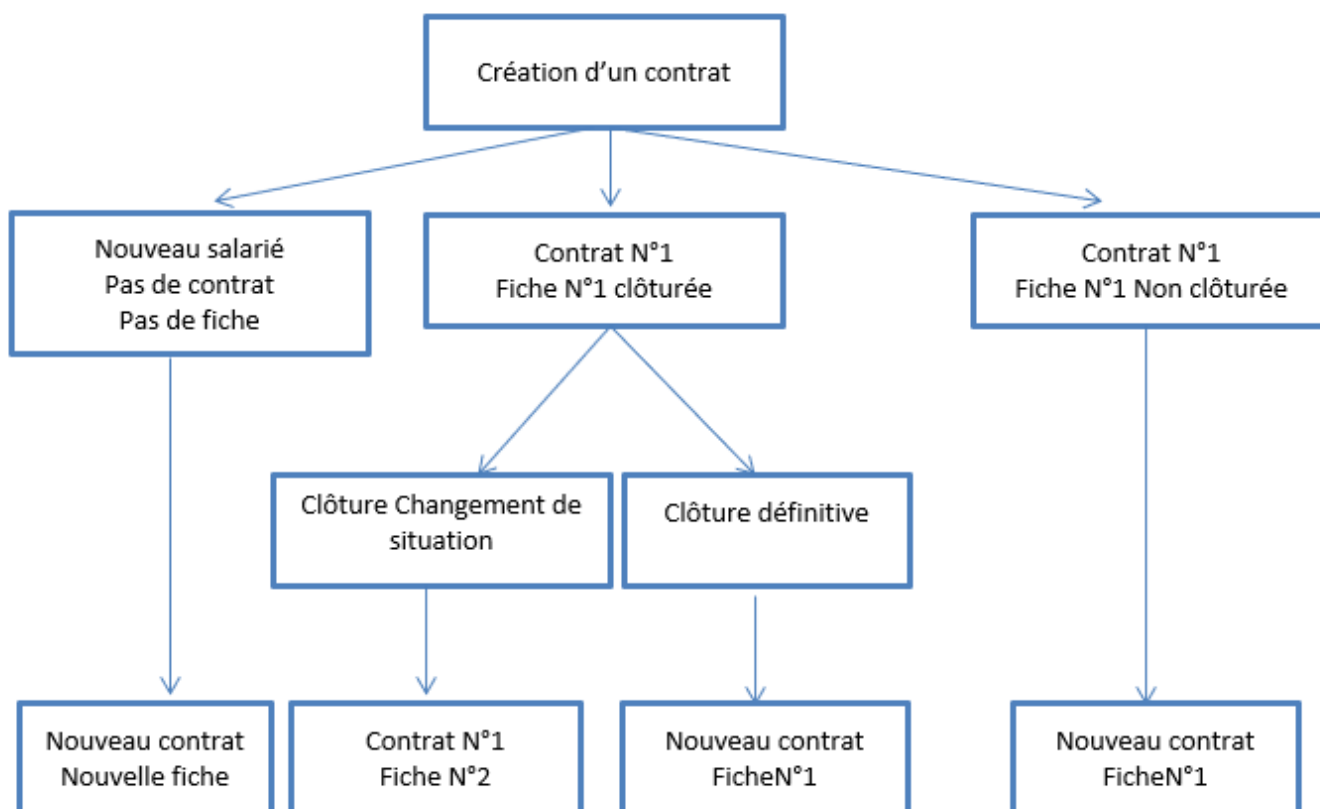 Création d’un contrat
Nouveau salarié
Pas de contrat
Pas de fiche
Contrat N°1
Fiche N°1 clôturée
Contrat N°1
Fiche N°1 Non clôturée
Clôture Changement de
situation
Clôture définitive
Nouveau contrat
Nouvelle fiche
Contrat N°1
Fiche N°2
Nouveau contrat
FicheN°1
Nouveau contrat
FicheN°1